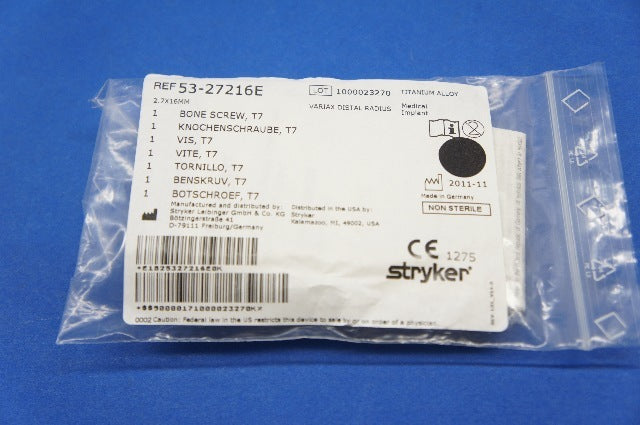 REF 53-27216E
LOT 1000023270
TITANIUM ALLOY
2.7X16MM
VARIAX DISTAL RADIUS
Medical
Implant
1 BONE SCREW, T7
1 KNOCHENSCHRAUBE, T7
1 VIS, T7
1 VITE, T7
1 TORNILLO, T7
1 BENSKRUV, T7
1 BOTSCHROEF, T7
2011-11
Made in Germany
NON STERILE
Manufactured and distributed by:
Stryker Leibinger GmbH & Co. KG
Bötzingerstraße 41
D-79111 Freiburg/Germany
Distributed in the USA by:
Stryker
Kalamazoo, MI, 49002, USA
CE 1275
stryker
+E1825327216E0K
+$$90000171000023270K
0002 Caution: Federal law in the US restricts this device to sale by or on order of a physician.